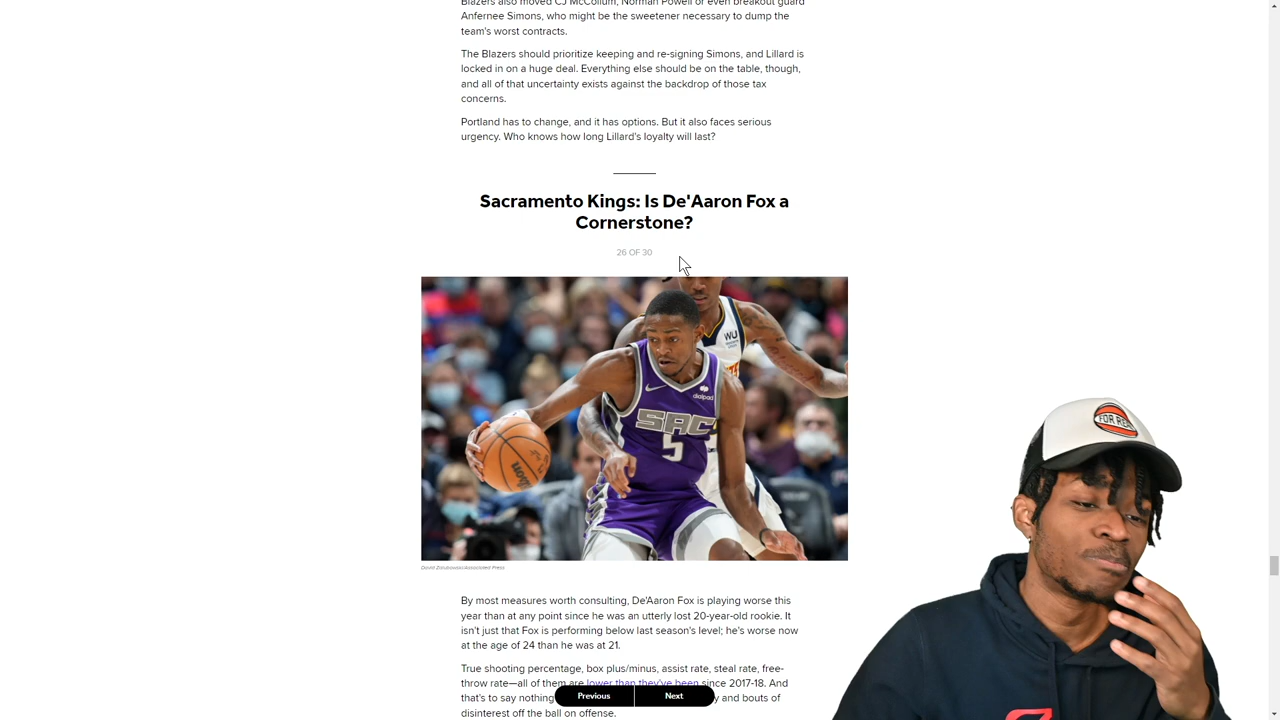 Blazers also moved CJ McCollum, Norman Powell or even breakout guard
Anfernee Simons, who might be the sweetener necessary to dump the
team's worst contracts.
The Blazers should prioritize keeping and re-signing Simons, and Lillard is
locked in on a huge deal. Everything else should be on the table, though,
and all of that uncertainty exists against the backdrop of those tax
concerns.
Portland has to change, and it has options. But it also faces serious
urgency. Who knows how long Lillard's loyalty will last?
Sacramento Kings: Is De'Aaron Fox a
Cornerstone?
26 OF 30
WU
dialpad
SAC
5
Wilson
FOR REAL
David Zalubowski/Associated Press
By most measures worth consulting, De'Aaron Fox is playing worse this
year than at any point since he was an utterly lost 20-year-old rookie. It
isn't just that Fox is performing below last season's level; he's worse now
at the age of 24 than he was at 21.
True shooting percentage, box plus/minus, assist rate, steal rate, free-
throw rate—all of them are lower than they've been since 2017-18. And
that's to say nothing y and bouts of
disinterest off the ball on offense.
Previous
Next